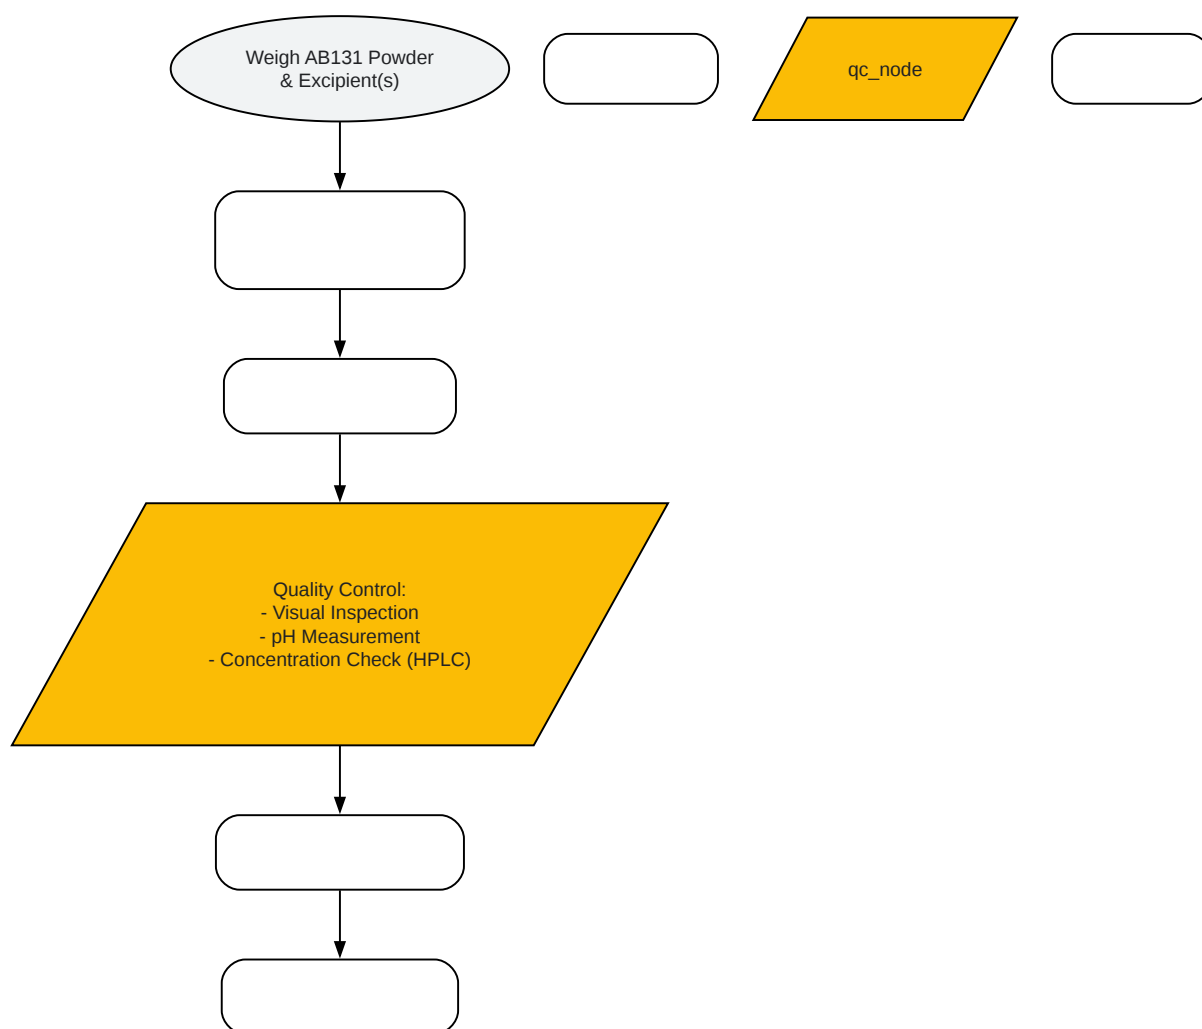 Weigh AB131 Powder
& Excipient(s)
qc_node
Quality Control:
- Visual Inspection
- pH Measurement
- Concentration Check (HPLC)